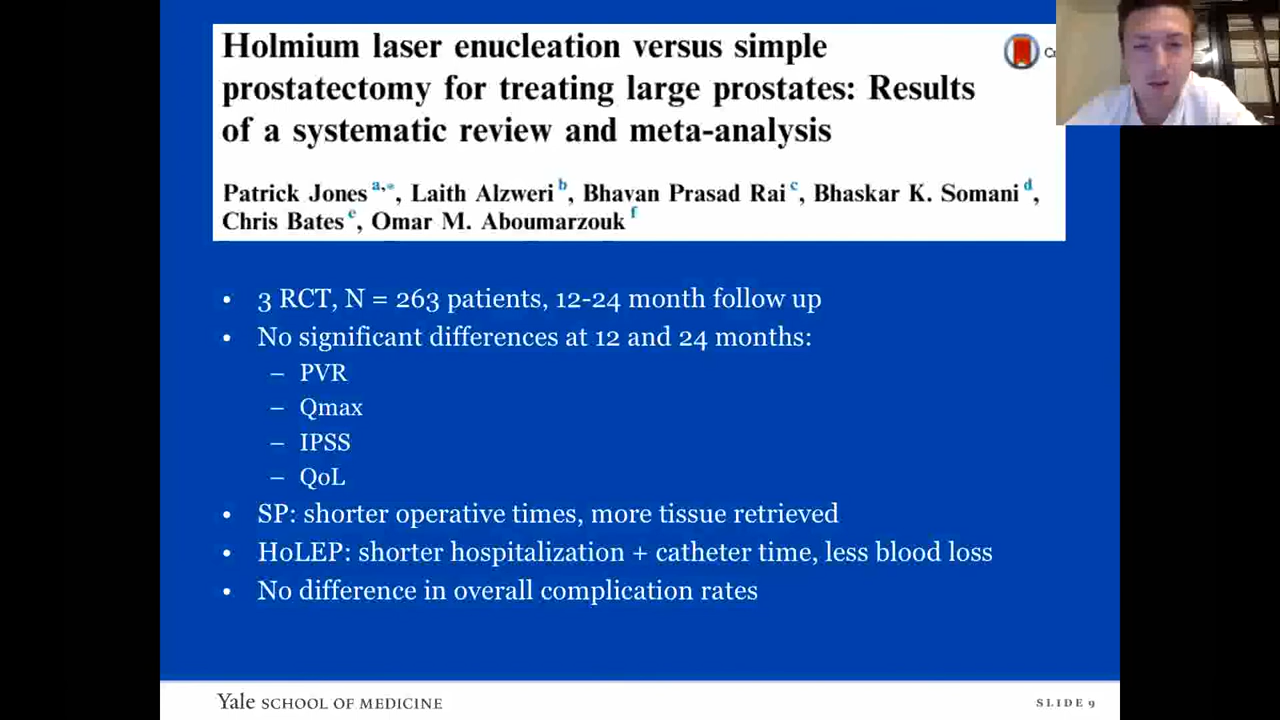 Holmium laser enucleation versus simple
prostatectomy for treating large prostates: Results
of a systematic review and meta-analysis
Patrick Jones a,*, Laith Alzweri b, Bhavan Prasad Rai c, Bhaskar K. Somani d,
Chris Bates e, Omar M. Aboumarzouk f
• 3 RCT, N = 263 patients, 12-24 month follow up
• No significant differences at 12 and 24 months:
– PVR
– Qmax
– IPSS
– QoL
• SP: shorter operative times, more tissue retrieved
• HoLEP: shorter hospitalization + catheter time, less blood loss
• No difference in overall complication rates
Yale SCHOOL OF MEDICINE
SLIDE 9